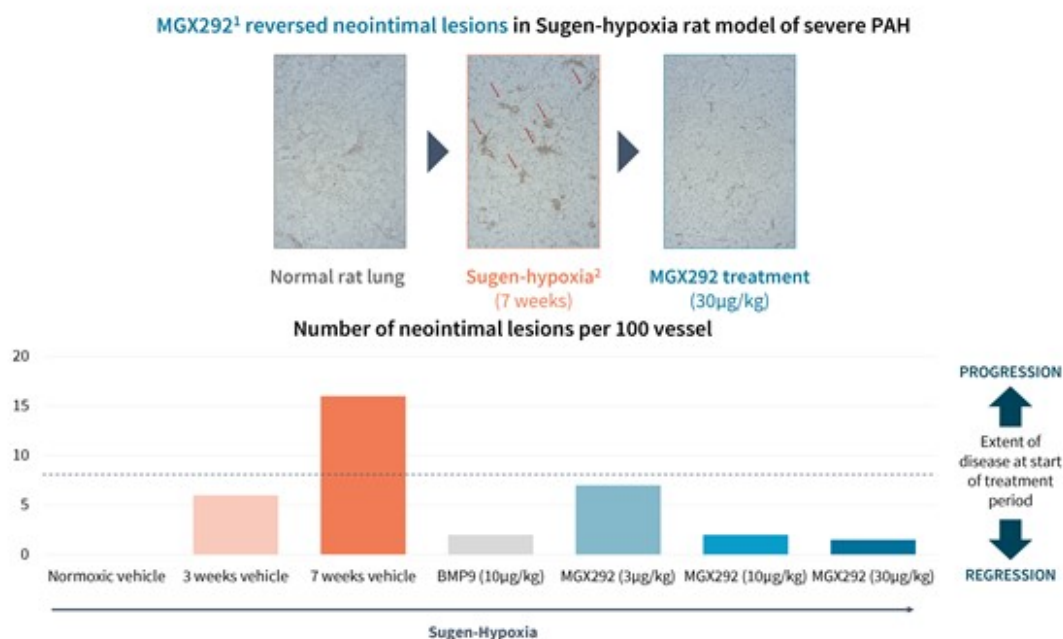 MGX292¹ reversed neointimal lesions in Sugen-hypoxia rat model of severe PAH
Normal rat lung
Sugen-hypoxia²
(7 weeks)
MGX292 treatment
(30µg/kg)
Number of neointimal lesions per 100 vessel
20
15
10
5
0
Normoxic vehicle
3 weeks vehicle
7 weeks vehicle
BMP9 (10µg/kg)
MGX292 (3µg/kg)
MGX292 (10µg/kg)
MGX292 (30µg/kg)
Sugen-Hypoxia
PROGRESSION
Extent of
disease at start
of treatment
period
REGRESSION